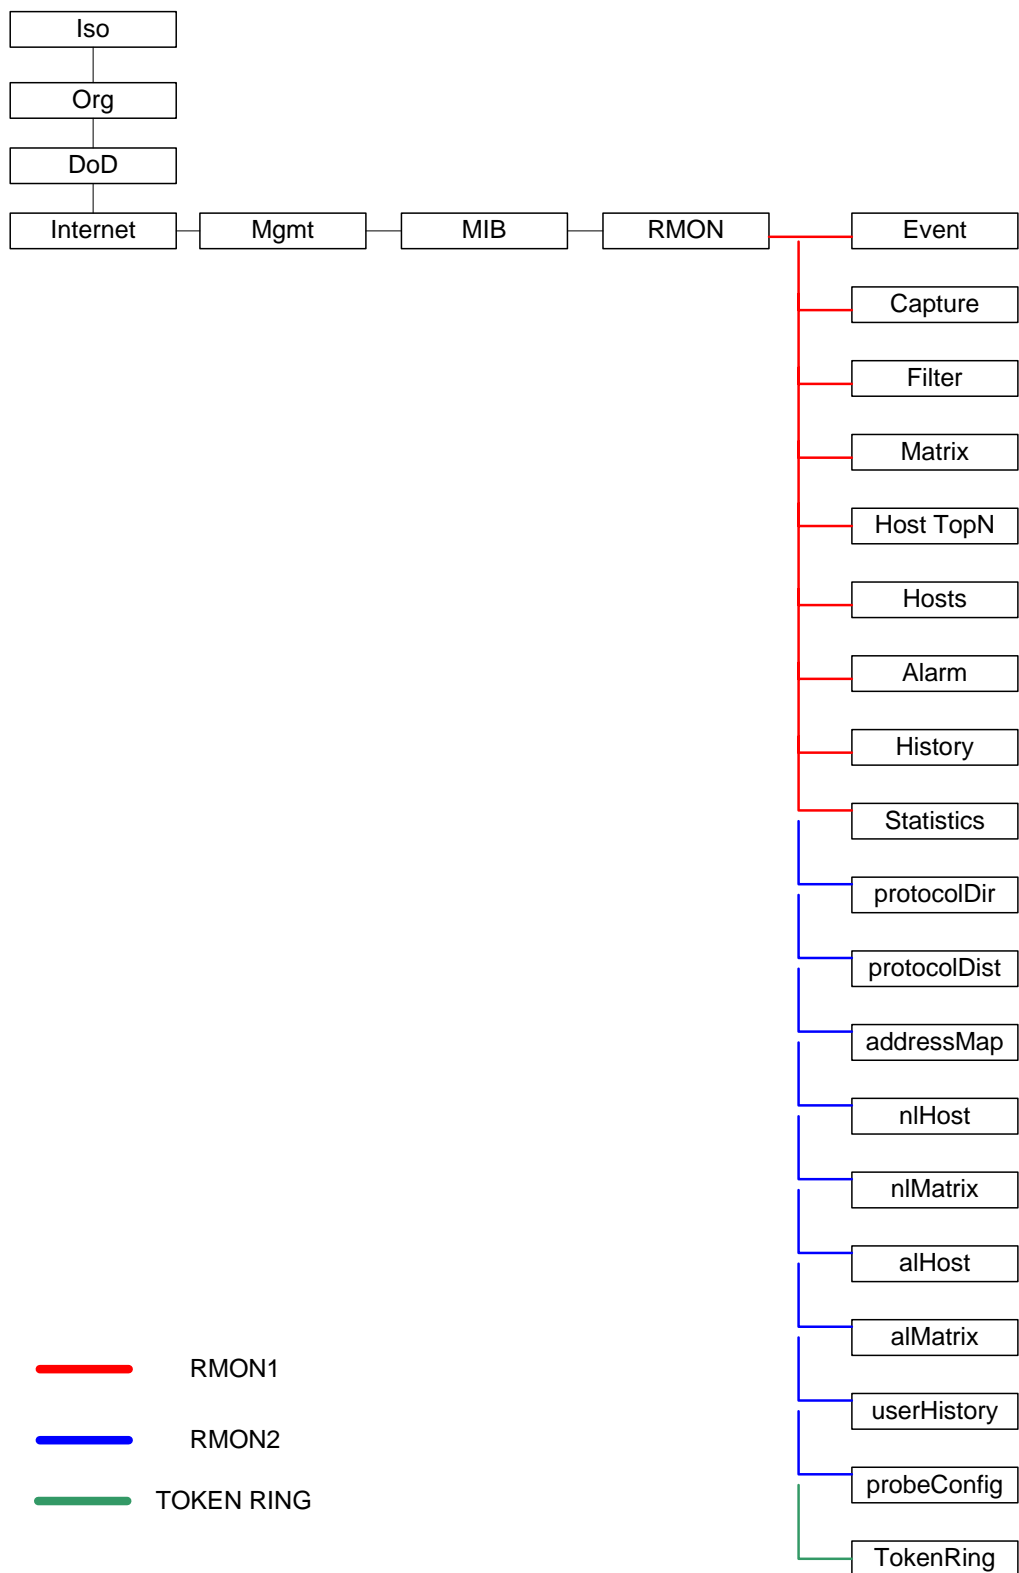 Iso
Org
DoD
Internet
Mgmt
MIB
RMON
Event
Capture
Filter
Matrix
Host TopN
Hosts
Alarm
History
Statistics
protocolDir
protocolDist
addressMap
nlHost
nlMatrix
alHost
alMatrix
userHistory
probeConfig
TokenRing
RMON1
RMON2
TOKEN RING